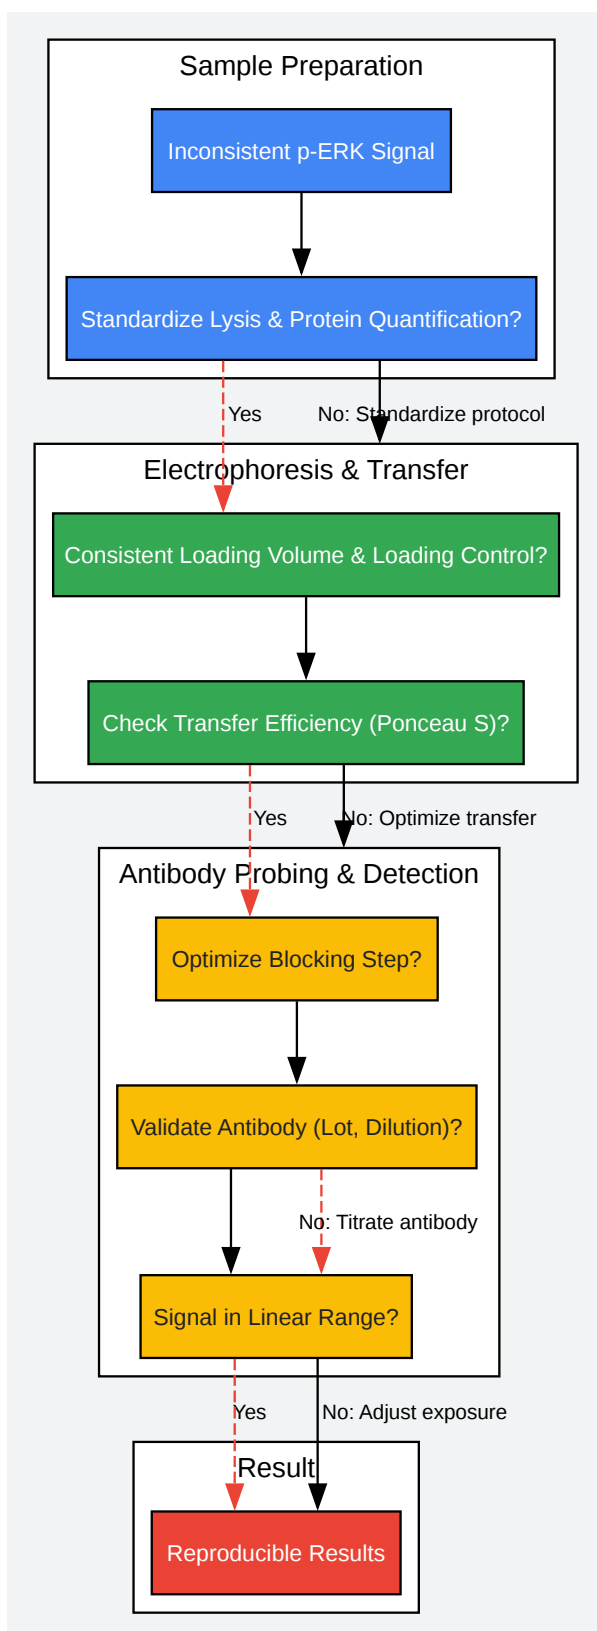 Sample Preparation
Inconsistent p-ERK Signal
Standardize Lysis & Protein Quantification?
Yes
No: Standardize protocol
Electrophoresis & Transfer
Consistent Loading Volume & Loading Control?
Check Transfer Efficiency (Ponceau S)?
Yes
No: Optimize transfer
Antibody Probing & Detection
Optimize Blocking Step?
Validate Antibody (Lot, Dilution)?
No: Titrate antibody
Signal in Linear Range?
Yes
No: Adjust exposure
Result
Reproducible Results